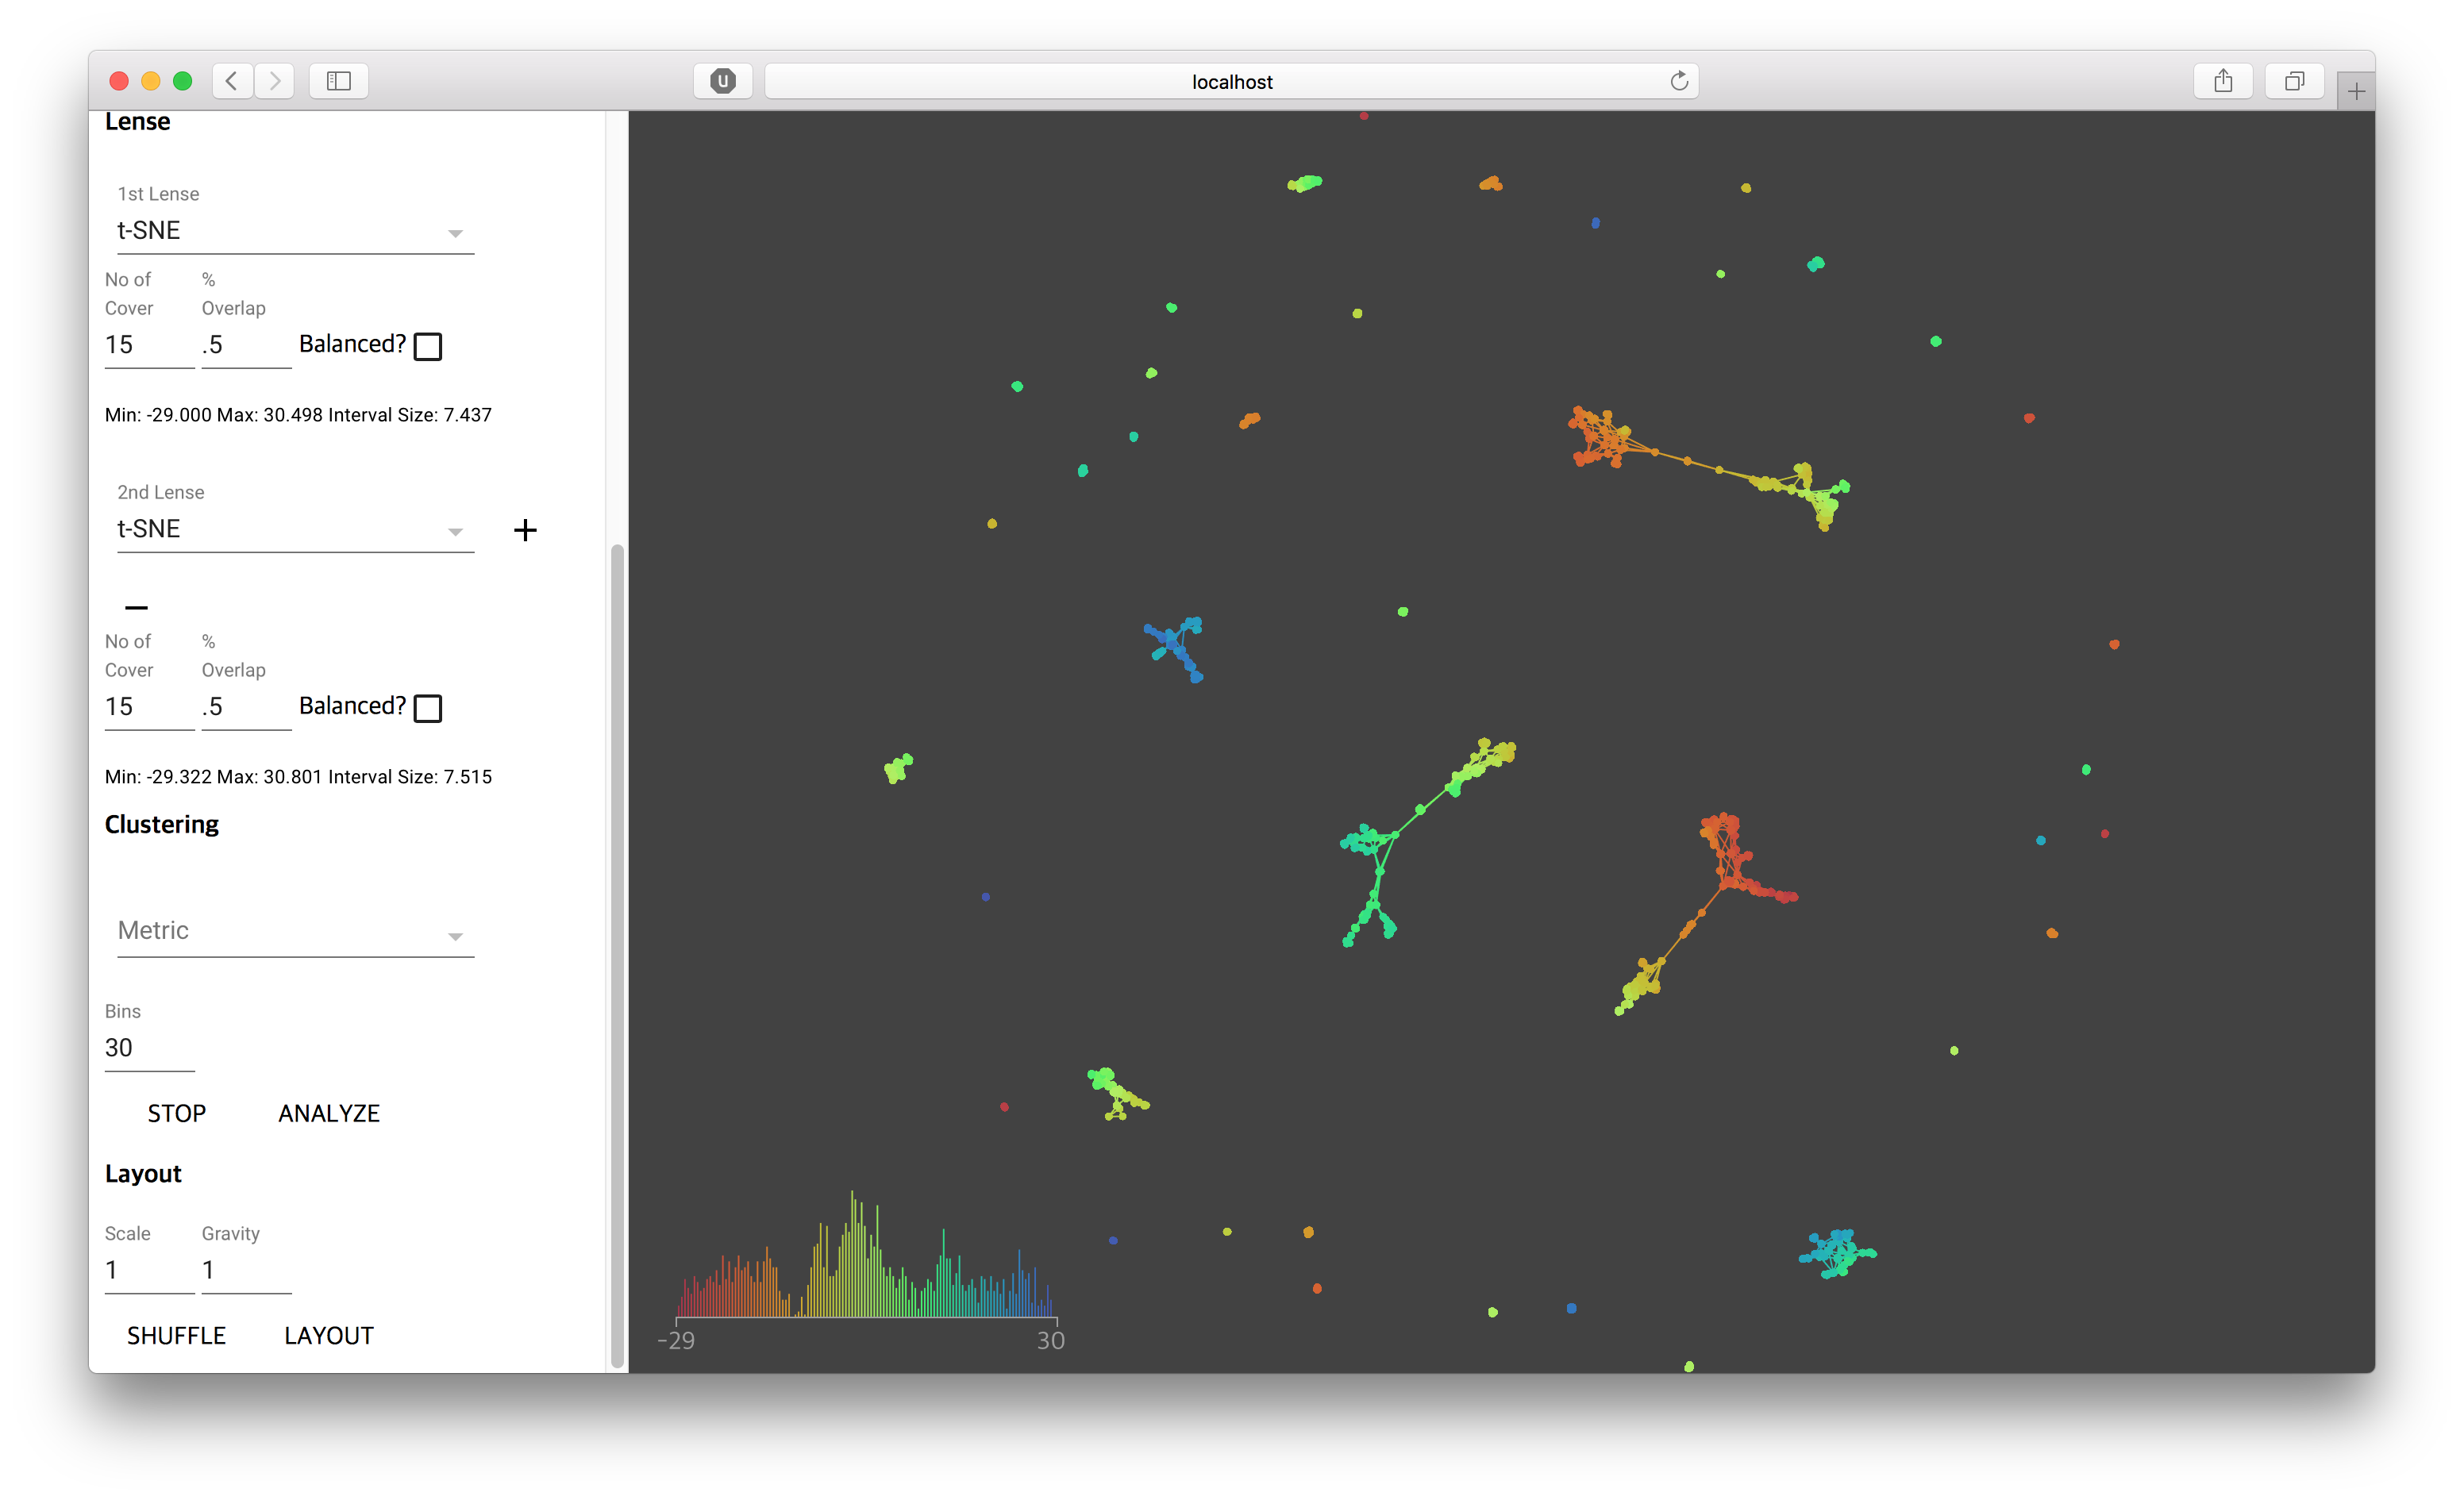 U
localhost
Lense
1st Lense
t-SNE
No of Cover
% Overlap
15
.5
Balanced?
Min: -29.000 Max: 30.498 Interval Size: 7.437
2nd Lense
t-SNE
+
No of Cover
% Overlap
15
.5
Balanced?
Min: -29.322 Max: 30.801 Interval Size: 7.515
Clustering
Metric
Bins
30
STOP ANALYZE
Layout
Scale Gravity
1 1
SHUFFLE LAYOUT
-29 30